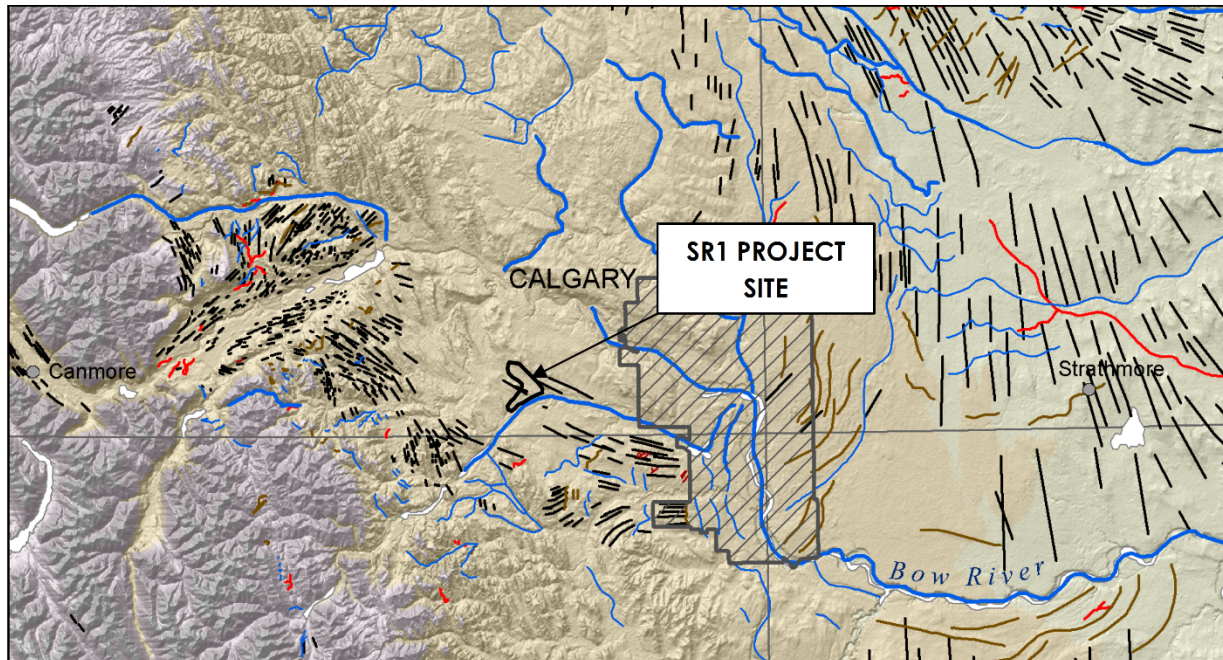 SR1 PROJECT
SITE
CALGARY
Canmore
Strathmore
Bow River